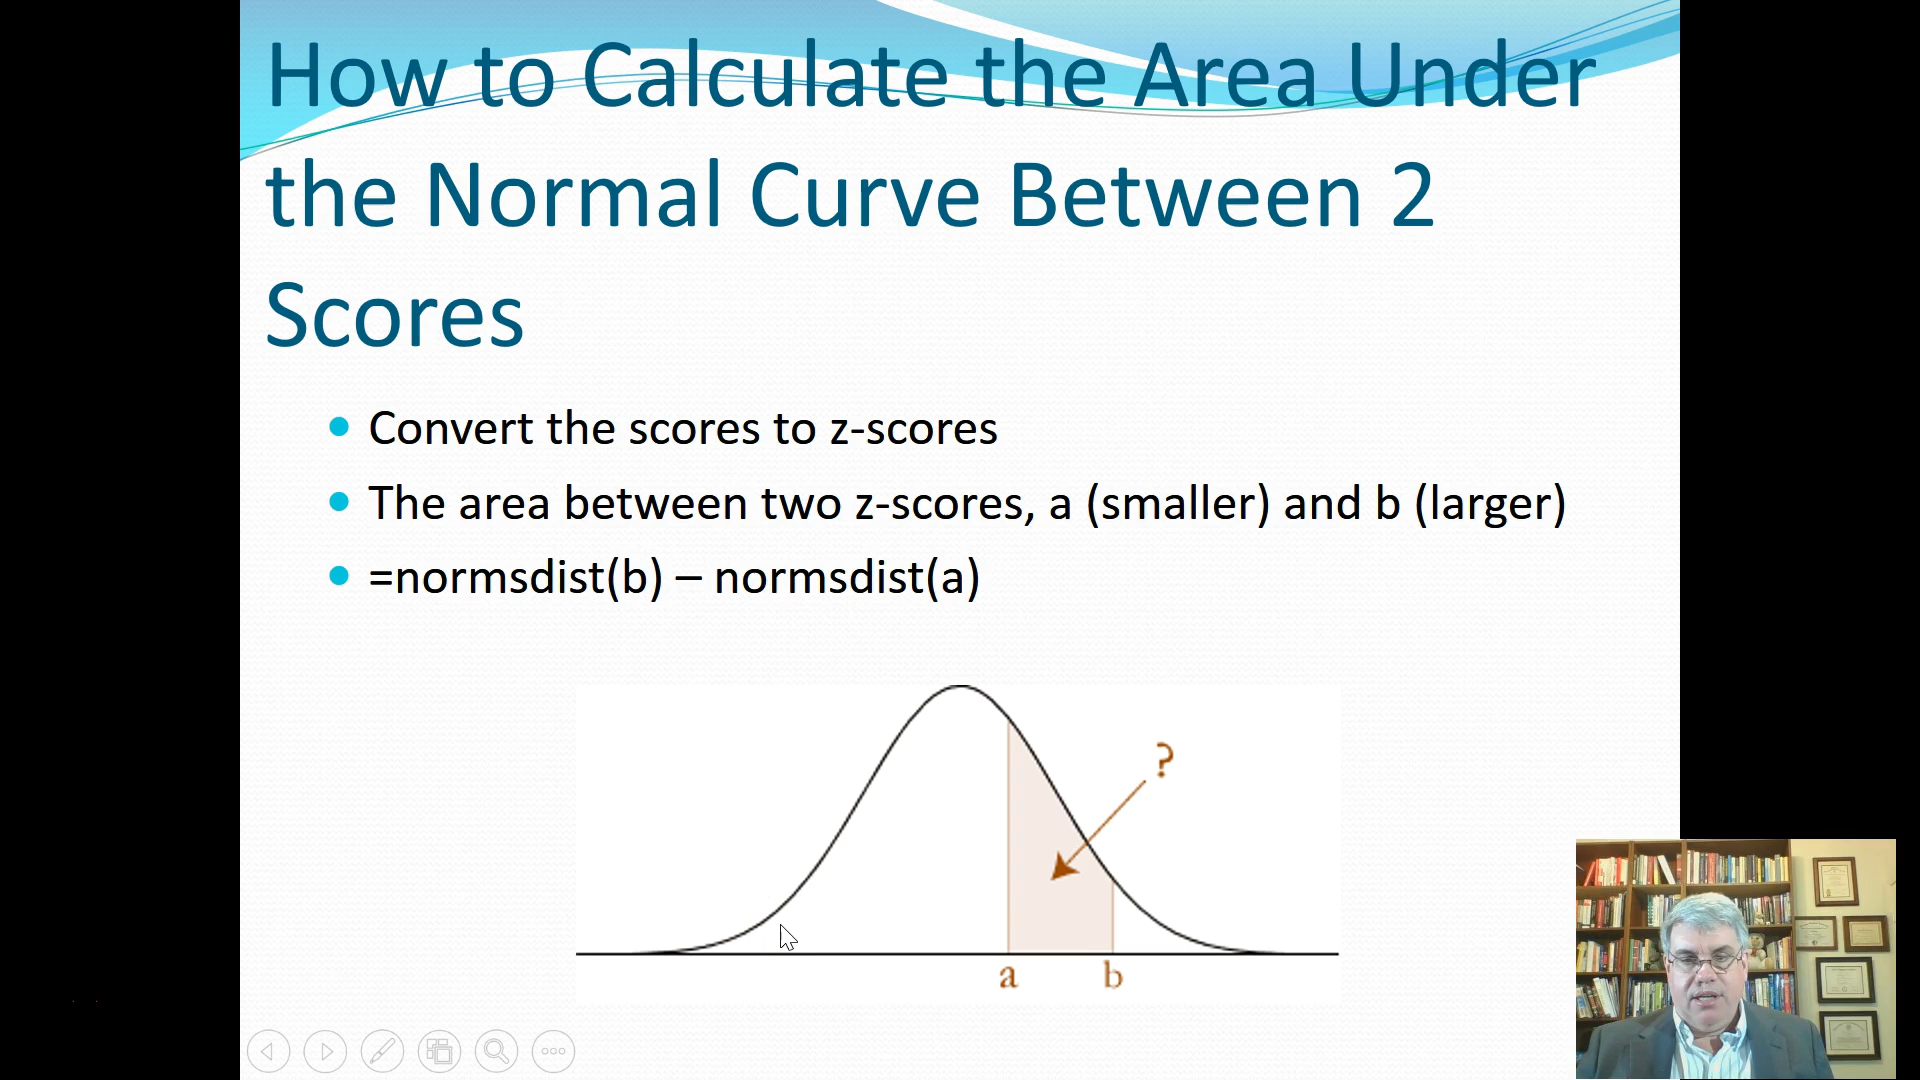 How to Calculate the Area Under
the Normal Curve Between 2
Scores
Convert the scores to z-scores
The area between two z-scores, a (smaller) and b (larger)
=normsdist(b) – normsdist(a)
?
a b